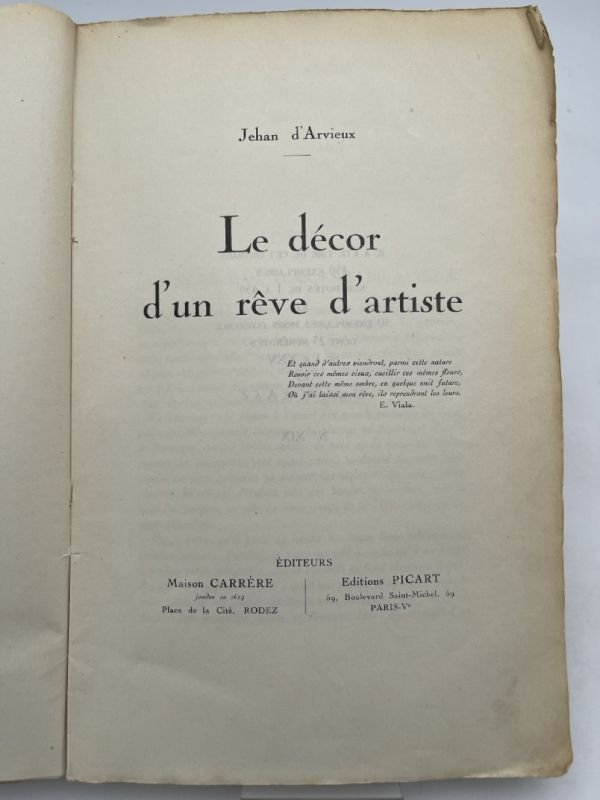 Jehan d'Arvieux
Le décor
d'un rêve d'artiste
Et quand d'autres viendront, parmi cette nature
Revoir ces mêmes cieux, cueillir ces mêmes fleurs,
Devant cette même ombre, en quelque nuit future,
Où j'ai laissé mon rêve, ils reprendront les leurs.
E. Viala.
ÉDITEURS
Maison CARRÈRE
fondée en 1624
Place de la Cité, RODEZ
Editions PICART
59, Boulevard Saint-Michel, 59
PARIS-Vᵉ